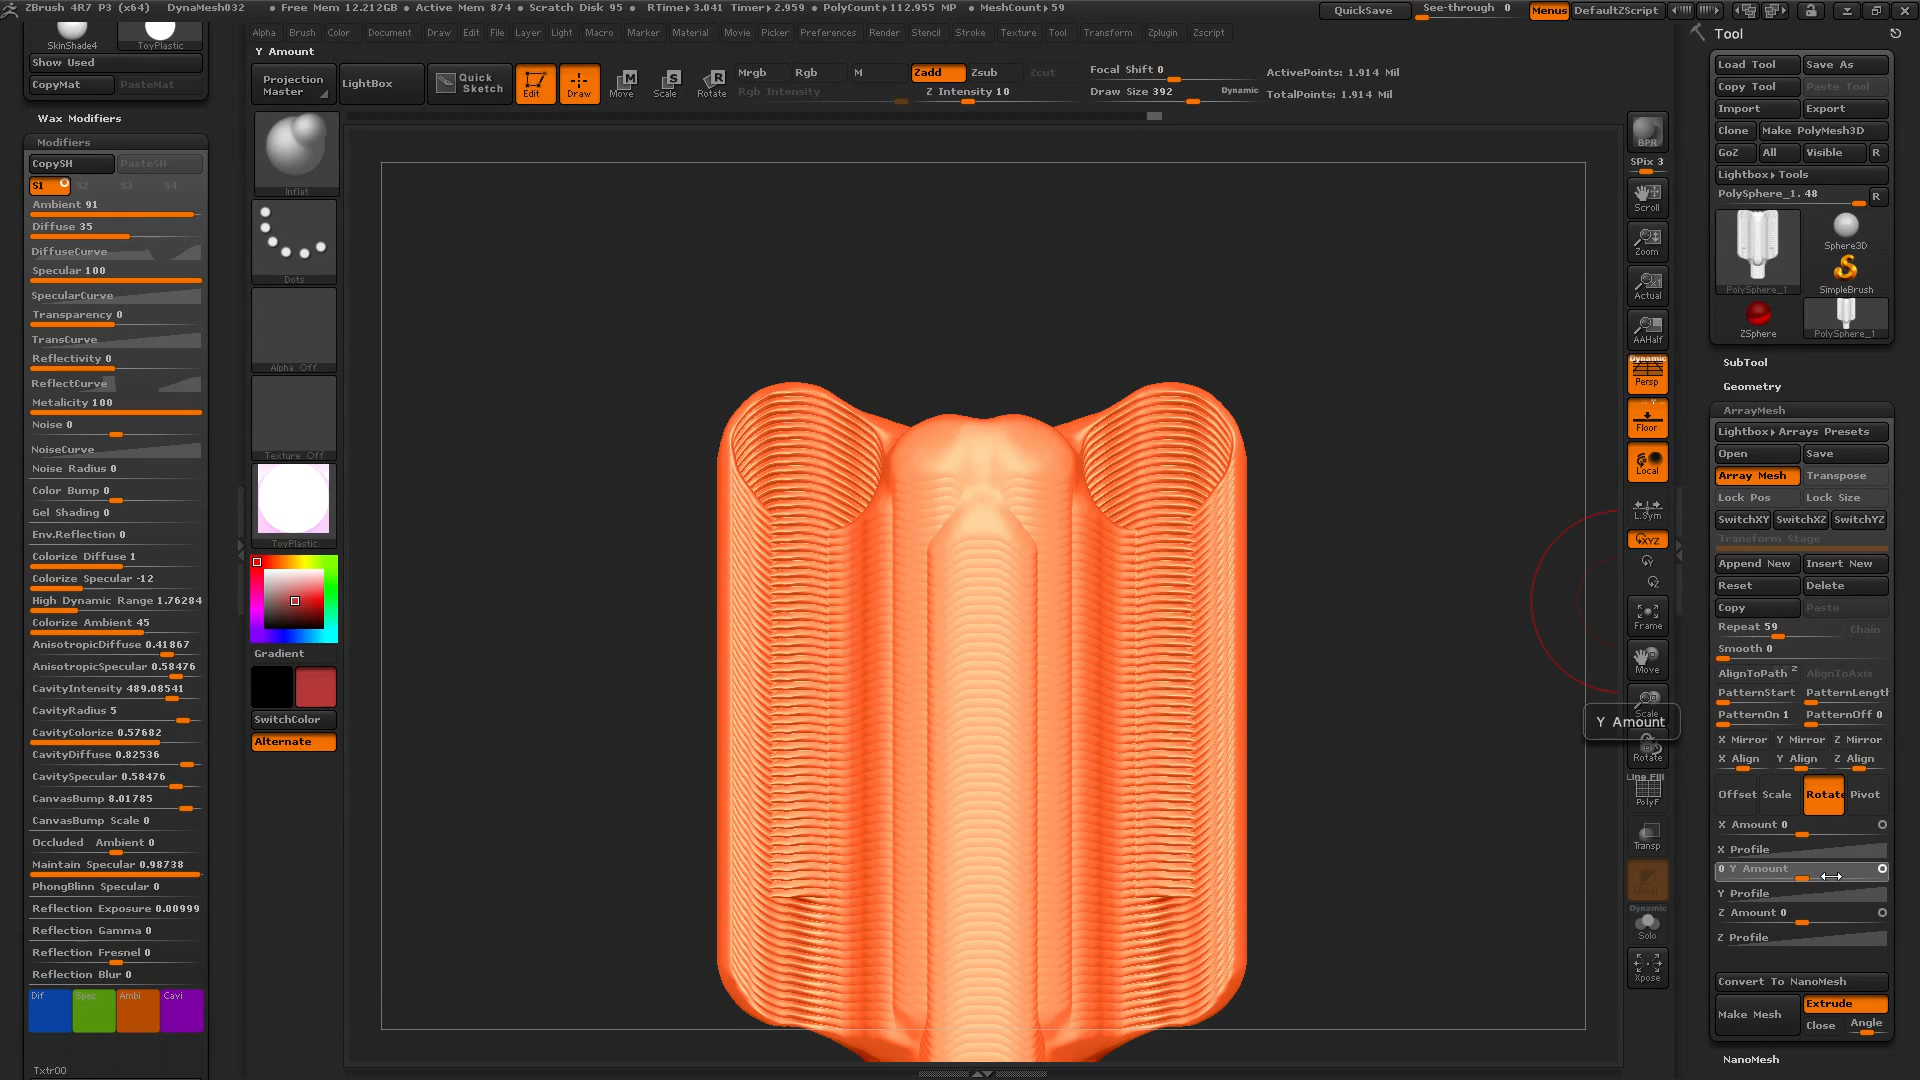 ZBrush 4R7 P3 (x64) DynaMesh032 • Free Mem 12.212GB • Active Mem 874 • Scratch Disk 95 • RTime▸3.041 Timer▸2.959 • PolyCount▸112.955 MP • MeshCount▸59 QuickSave See-through 0 Menus DefaultZScript
Alpha Brush Color Document Draw Edit File Layer Light Macro Marker Material Movie Picker Preferences Render Stencil Stroke Texture Tool Transform Zplugin Zscript
Y Amount
SkinShade4 ToyPlastic
Show Used
CopyMat PasteMat
Wax Modifiers
Modifiers
CopySH PasteSH
S1 S2 S3 S4
Ambient 91
Diffuse 35
DiffuseCurve
Specular 100
SpecularCurve
Transparency 0
TransCurve
Reflectivity 0
ReflectCurve
Metalicity 100
Noise 0
NoiseCurve
Noise Radius 0
Color Bump 0
Gel Shading 0
Env.Reflection 0
Colorize Diffuse 1
Colorize Specular -12
High Dynamic Range 1.76284
Colorize Ambient 45
AnisotropicDiffuse 0.41867
AnisotropicSpecular 0.58476
CavityIntensity 489.08541
CavityRadius 5
CavityColorize 0.57682
CavityDiffuse 0.82536
CavitySpecular 0.58476
CanvasBump 8.01785
CanvasBump Scale 0
Occluded Ambient 0
Maintain Specular 0.98738
PhongBlinn Specular 0
Reflection Exposure 0.00999
Reflection Gamma 0
Reflection Fresnel 0
Reflection Blur 0
Dif Spec Ambi Cavi
Txtr00
Projection Master
LightBox
Quick Sketch
Edit Draw Move Scale Rotate
M S R
Mrgb Rgb M Zadd Zsub Zcut
Rgb Intensity Z Intensity 10
Focal Shift 0
Draw Size 392 Dynamic
ActivePoints: 1.914 Mil
TotalPoints: 1.914 Mil
Inflat
Dots
Alpha Off
Texture Off
ToyPlastic
Gradient
SwitchColor
Alternate
BPR
SPix 3
Scroll
Zoom
Actual
AAHalf
Dynamic
Persp
Floor
Local
L.Sym
XYZ
Frame
Move
Scale
Y Amount
Rotate
Line Fill
PolyF
Transp
Ghost
Dynamic
Solo
Xpose
Tool
Load Tool Save As
Copy Tool Paste Tool
Import Export
Clone Make PolyMesh3D
GoZ All Visible R
Lightbox▸Tools
PolySphere_1. 48 R
Sphere3D
PolySphere_1 SimpleBrush
ZSphere PolySphere_1
SubTool
Geometry
ArrayMesh
Lightbox▸Arrays Presets
Open Save
Array Mesh Transpose
Lock Pos Lock Size
SwitchXY SwitchXZ SwitchYZ
Transform Stage
Append New Insert New
Reset Delete
Copy Paste
Repeat 59 Chain
Smooth 0
AlignToPath AlignToAxis
PatternStart PatternLength
PatternOn 1 PatternOff 0
X Mirror Y Mirror Z Mirror
X Align Y Align Z Align
Offset Scale Rotate Pivot
X Amount 0
X Profile
0 Y Amount
Y Profile
Z Amount 0
Z Profile
Convert To NanoMesh
Make Mesh Extrude
Close Angle
NanoMesh